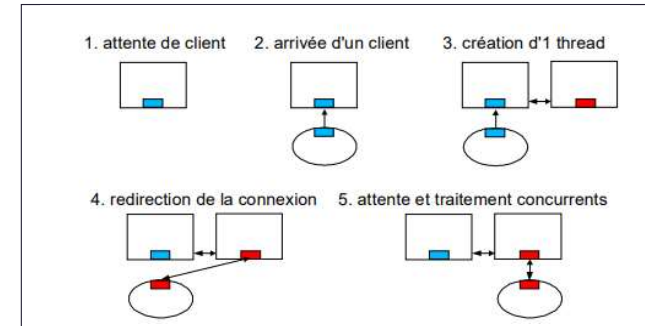 1. attente de client 2. arrivée d'un client 3. création d'1 thread
4. redirection de la connexion 5. attente et traitement concurrents